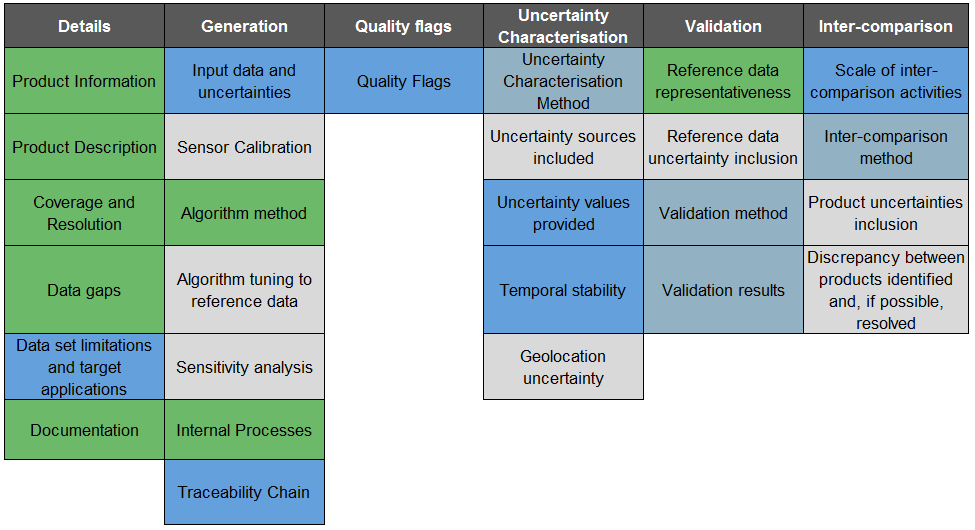 Details
Generation
Quality flags
Uncertainty
Characterisation
Validation
Inter-comparison
Product Information
Input data and
uncertainties
Quality Flags
Uncertainty
Characterisation
Method
Reference data
representativeness
Scale of inter-
comparison activities
Product Description
Sensor Calibration
Uncertainty sources
included
Reference data
uncertainty inclusion
Inter-comparison
method
Coverage and
Resolution
Algorithm method
Uncertainty values
provided
Validation method
Product uncertainties
inclusion
Data gaps
Algorithm tuning to
reference data
Temporal stability
Validation results
Discrepancy between
products identified
and, if possible,
resolved
Data set limitations
and target
applications
Sensitivity analysis
Geolocation
uncertainty
Documentation
Internal Processes
Traceability Chain